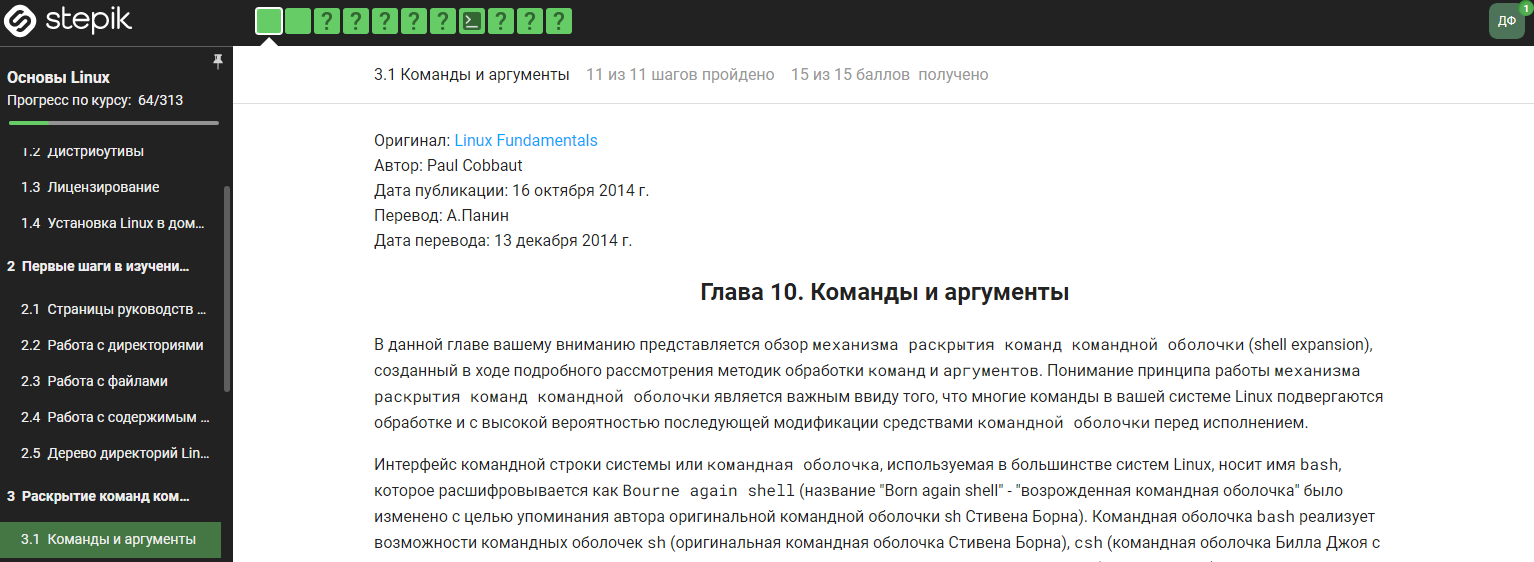 stepik
? ? ? ? ? ? ? ? ?
ДФ
1
Основы Linux
Прогресс по курсу: 64/313
1.2 Дистрибутивы
1.3 Лицензирование
1.4 Установка Linux в дом...
2 Первые шаги в изучени...
2.1 Страницы руководств ...
2.2 Работа с директориями
2.3 Работа с файлами
2.4 Работа с содержимым ...
2.5 Дерево директорий Lin...
3 Раскрытие команд ком...
3.1 Команды и аргументы
3.1 Команды и аргументы 11 из 11 шагов пройдено 15 из 15 баллов получено
Оригинал: Linux Fundamentals
Автор: Paul Cobbaut
Дата публикации: 16 октября 2014 г.
Перевод: А.Панин
Дата перевода: 13 декабря 2014 г.
Глава 10. Команды и аргументы
В данной главе вашему вниманию представляется обзор механизма раскрытия команд командной оболочки (shell expansion),
созданный в ходе подробного рассмотрения методик обработки команд и аргументов. Понимание принципа работы механизма
раскрытия команд командной оболочки является важным ввиду того, что многие команды в вашей системе Linux подвергаются
обработке и с высокой вероятностью последующей модификации средствами командной оболочки перед исполнением.
Интерфейс командной строки системы или командная оболочка, используемая в большинстве систем Linux, носит имя bash,
которое расшифровывается как Bourne again shell (название "Born again shell" - "возрожденная командная оболочка" было
изменено с целью упоминания автора оригинальной командной оболочки sh Стивена Борна). Командная оболочка bash реализует
возможности командных оболочек sh (оригинальная командная оболочка Стивена Борна), csh (командная оболочка Билла Джоя с